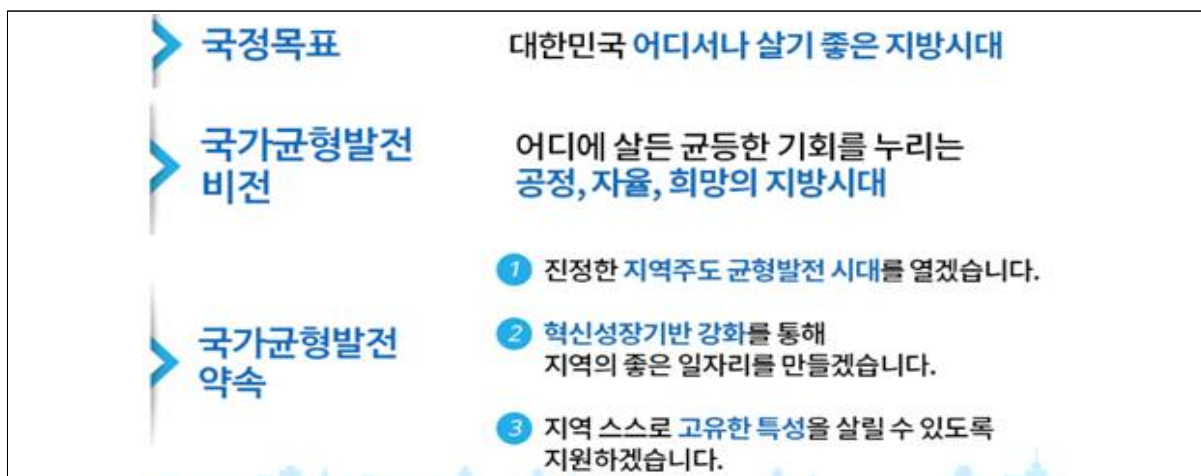 국정목표
대한민국 어디서나 살기 좋은 지방시대
국가균형발전
비전
어디에 살든 균등한 기회를 누리는
공정, 자율, 희망의 지방시대
국가균형발전
약속
1 진정한 지역주도 균형발전 시대를 열겠습니다.
2 혁신성장기반 강화를 통해
지역의 좋은 일자리를 만들겠습니다.
3 지역 스스로 고유한 특성을 살릴 수 있도록
지원하겠습니다.